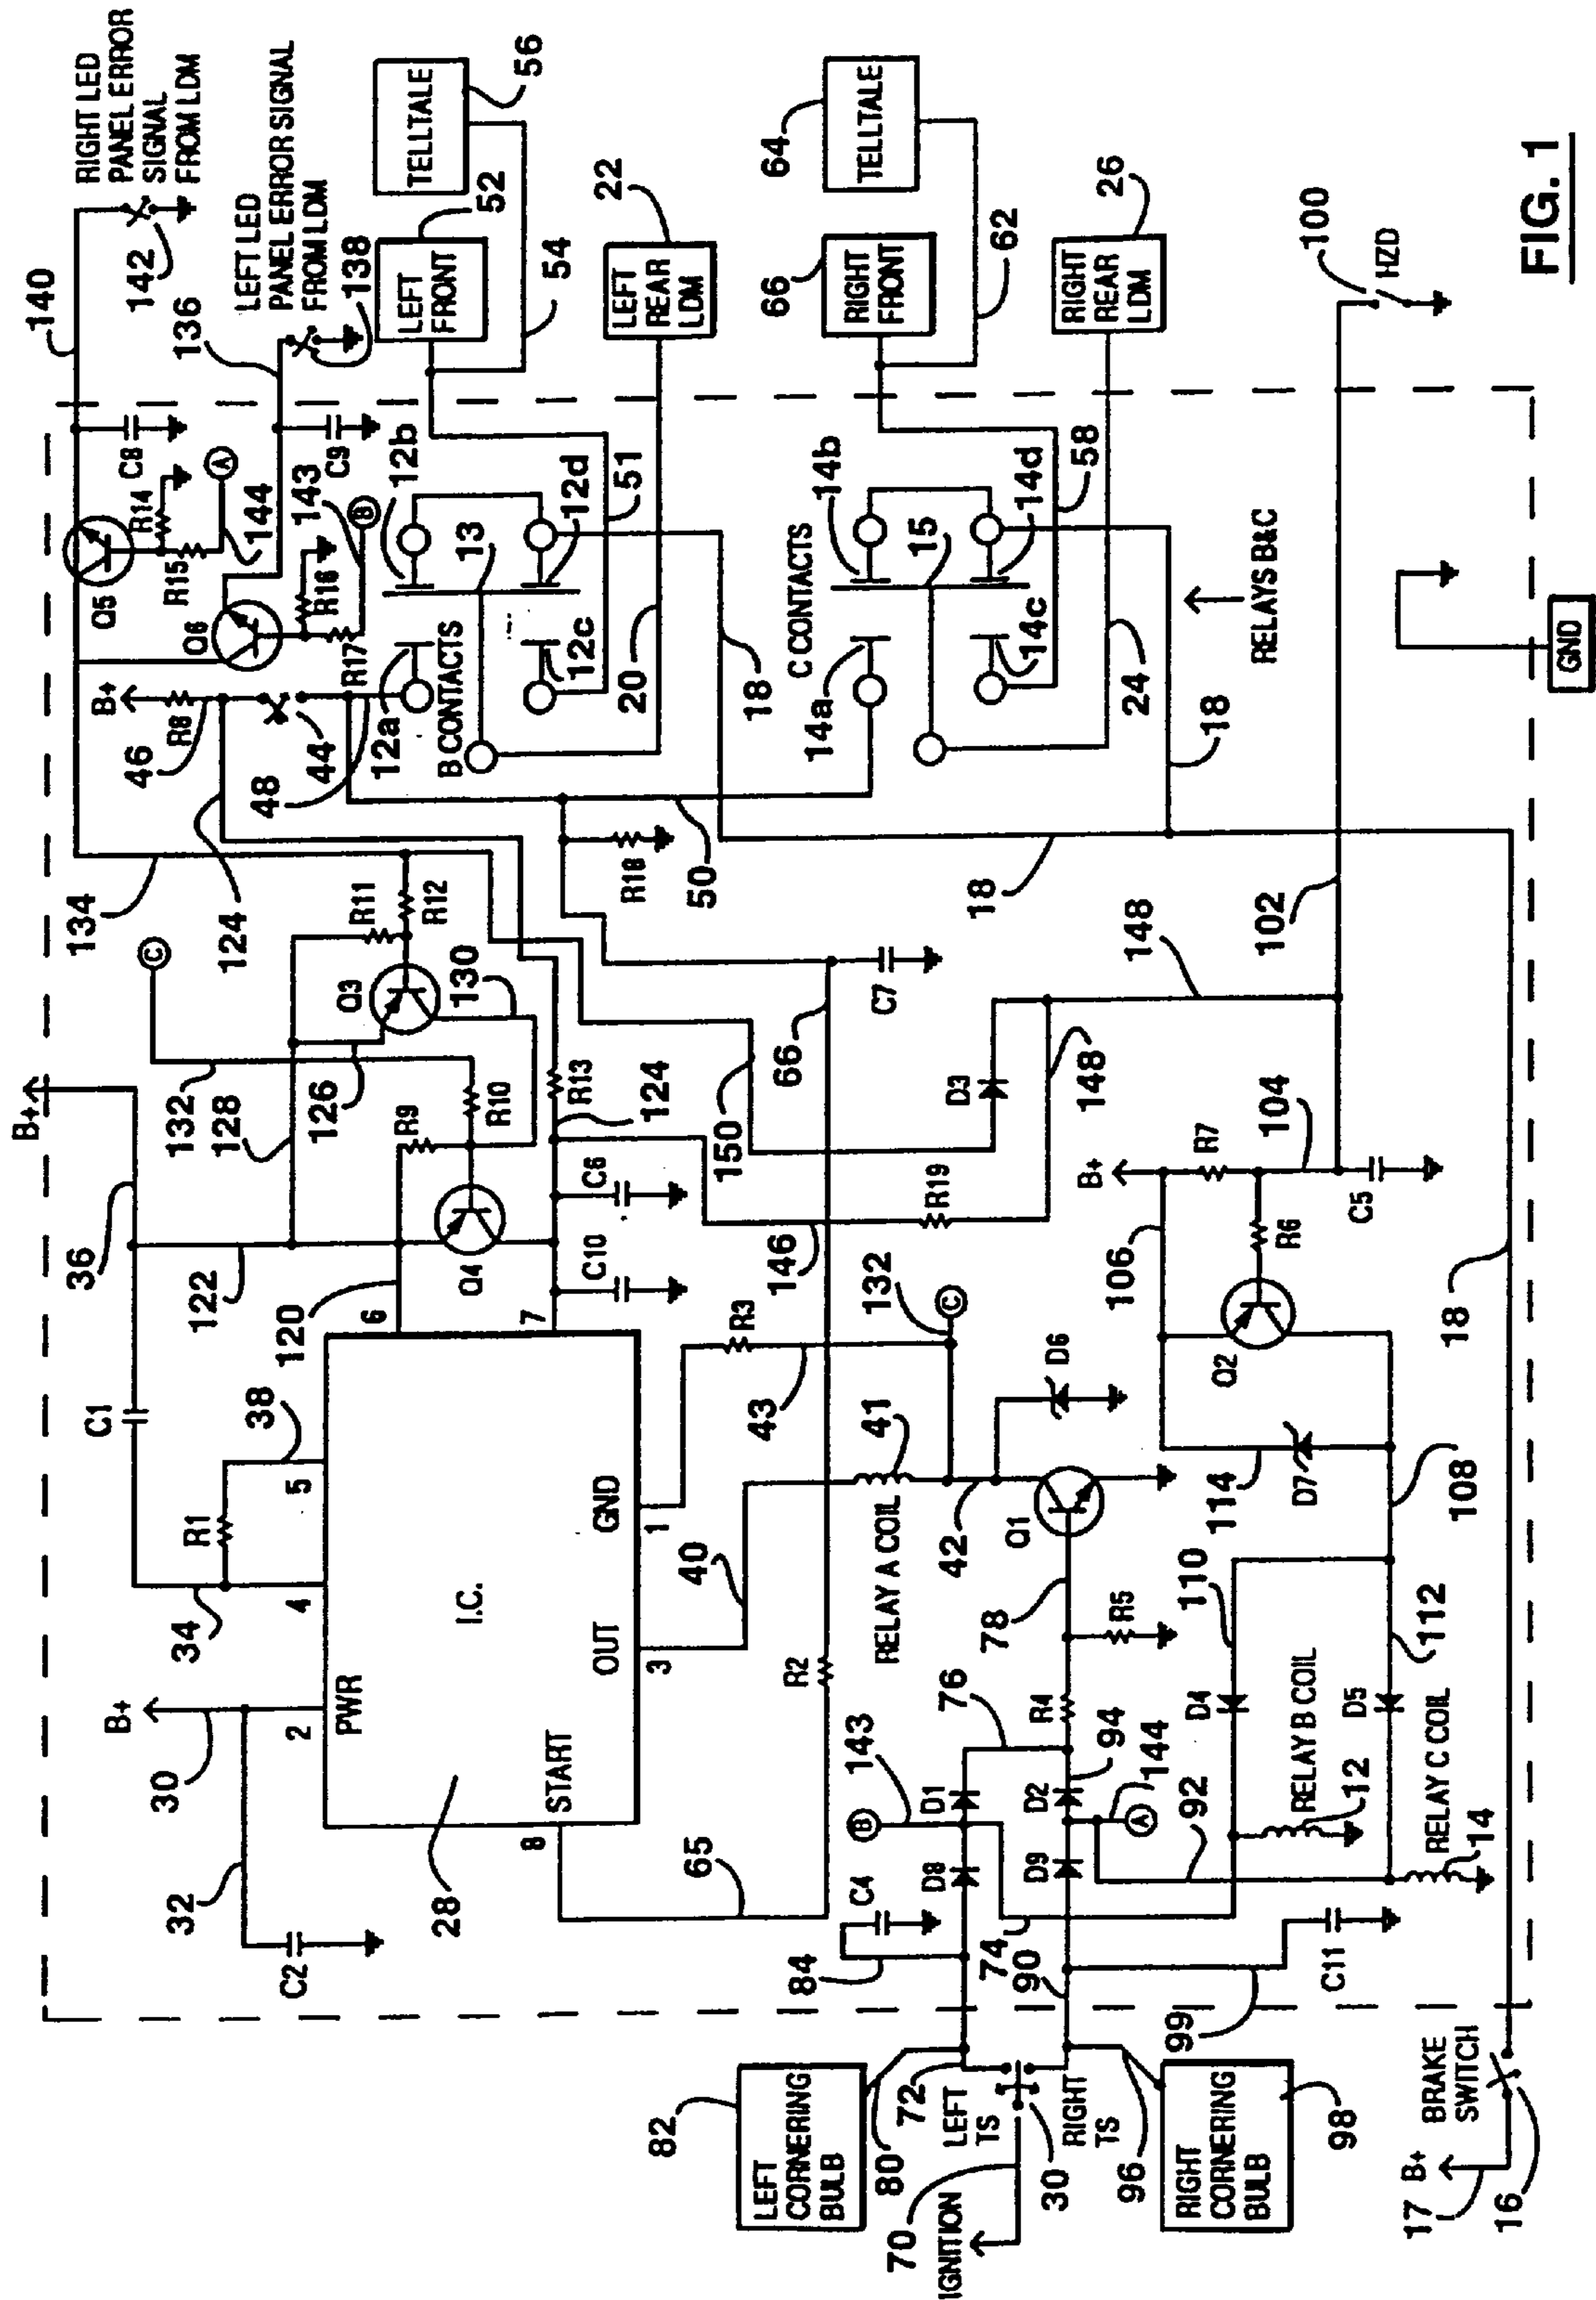 B+
36
C1
34
R1
38
4
5
B+
30
2
PWR
32
C2
28
I.C.
START
8
OUT
3
GND
1
6
7
120
122
Q4
R9
R10
132
128
126
C
Q3
R11
R12
134
124
130
R13
124
C10
C6
150
146
R19
148
66
C7
D3
148
65
R2
40
RELAY A COIL
41
43
R3
132
C
42
D6
Q1
78
R5
R4
76
94
144
A
143
B
D1
D2
D8
D9
C4
84
74
90
92
99
C11
D4
D5
110
112
RELAY B COIL
12
RELAY C COIL
14
108
D7
114
Q2
106
B+
R7
R6
104
C5
102
18
LEFT
CORNERING
BULB
82
80
72
LEFT
TS
RIGHT
TS
30
70
IGNITION
96
RIGHT
CORNERING
BULB
98
B+
17
BRAKE
SWITCH
16
18
B+
R8
46
48
44
Q5
R15
R14
A
144
C8
140
RIGHT LED
PANEL ERROR
SIGNAL
FROM LDM
142
Q6
R17
R16
B
143
C9
136
LEFT LED
PANEL ERROR SIGNAL
FROM LDM
138
12a
12b
12c
12d
B CONTACTS
13
51
20
18
R18
50
LEFT
FRONT
52
54
TELLTALE
56
LEFT
REAR
LDM
22
C CONTACTS
14a
14b
14c
14d
15
58
24
18
RIGHT
FRONT
66
62
TELLTALE
64
RIGHT
REAR
LDM
26
RELAYS B&C
100
HZD
GND
FIG. 1